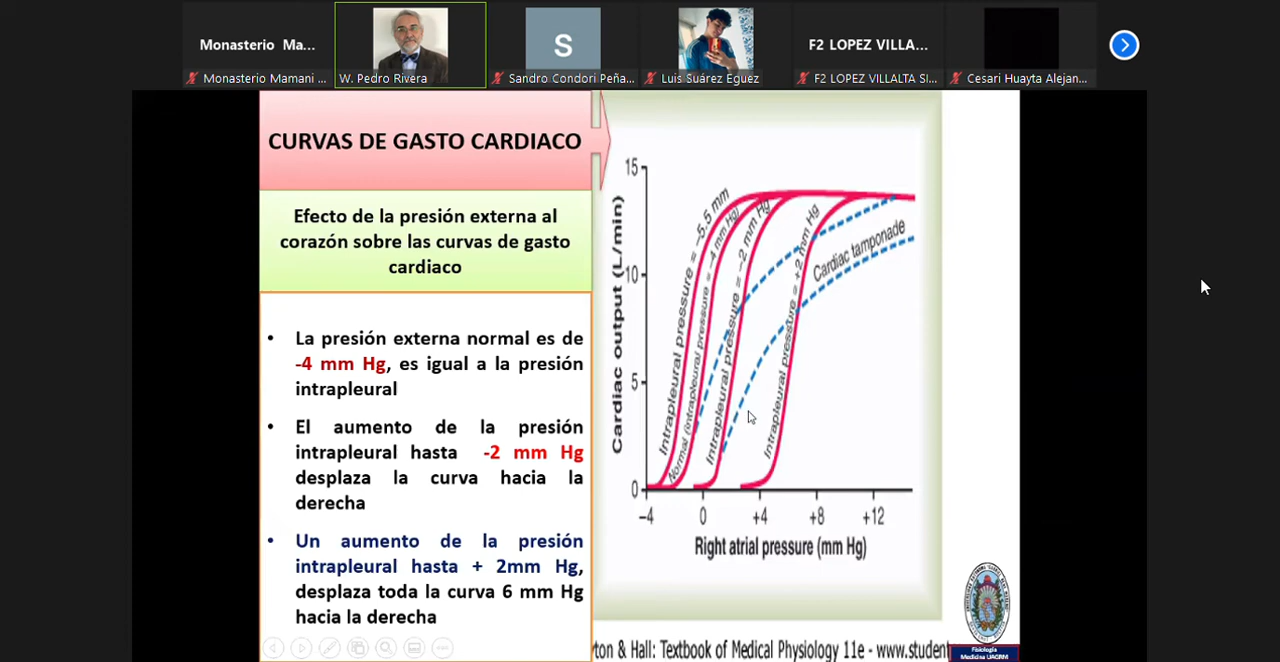 Monasterio Ma...
S
F2 LOPEZ VILLA...
Monasterio Mamani ...
W. Pedro Rivera
Sandro Condori Peña...
Luis Suárez Eguez
F2 LOPEZ VILLALTA SI...
Cesari Huayta Alejan...
CURVAS DE GASTO CARDIACO
Efecto de la presión externa al
corazón sobre las curvas de gasto
cardiaco
• La presión externa normal es de
-4 mm Hg, es igual a la presión
intrapleural
• El aumento de la presión
intrapleural hasta -2 mm Hg
desplaza la curva hacia la
derecha
• Un aumento de la presión
intrapleural hasta + 2mm Hg,
desplaza toda la curva 6 mm Hg
hacia la derecha
Cardiac output (L/min)
15
10
5
0
Intrapleural pressure = –5.5 mm
Normal (intrapleural pressure = –4 mm Hg)
Intrapleural pressure = –2 mm Hg
Intrapleural pressure = +2 mm Hg
Cardiac tamponade
–4 0 +4 +8 +12
Right atrial pressure (mm Hg)
rton & Hall: Textbook of Medical Physiology 11e - www.student
Fisiología
Medicina UAGRM